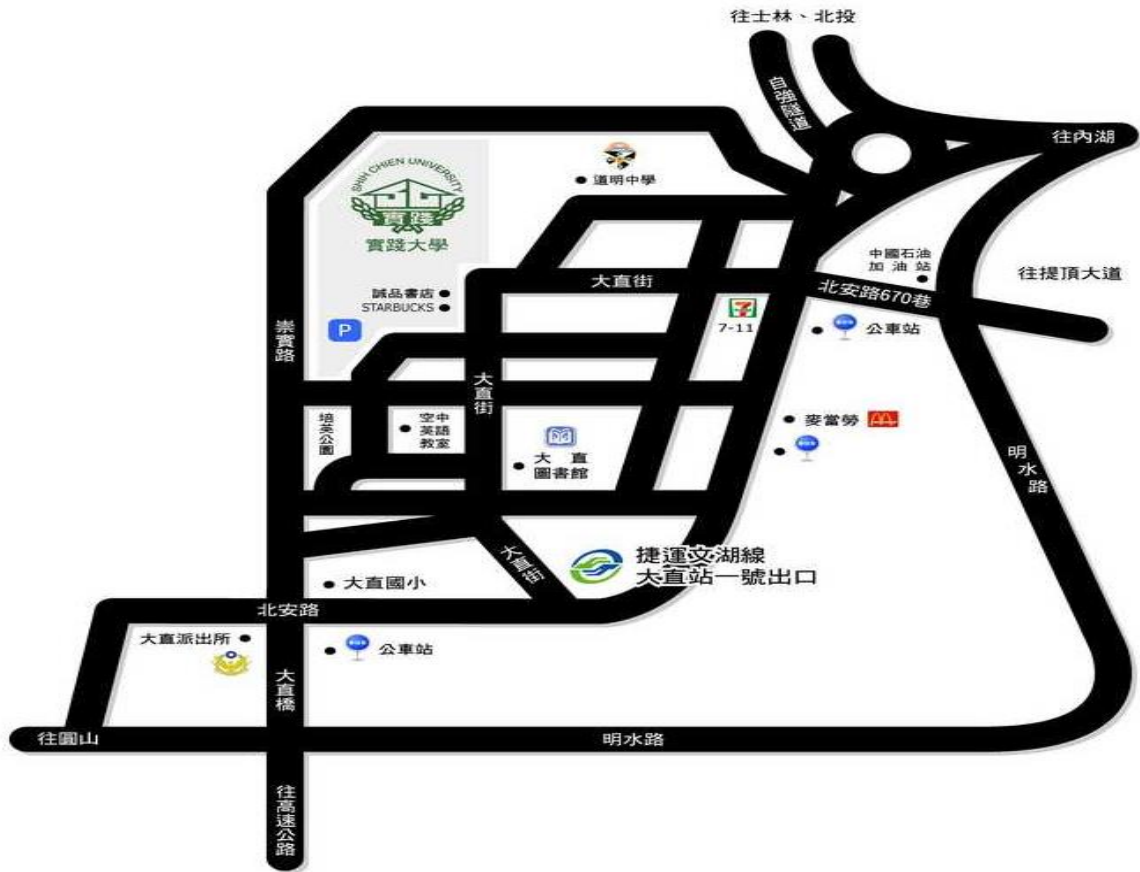 往士林、北投
自強隧道
往內湖
SHIH CHIEN UNIVERSITY
實踐
實踐大學
道明中學
中國石油
加油站
往提頂大道
大直街
北安路670巷
誠品書店
STARBUCKS
P
7
7-11
公車站
崇實路
大直街
麥當勞
培英公園
空中
英語
教室
大直
圖書館
明水路
大直街
捷運文湖線
大直站一號出口
大直國小
北安路
大直派出所
公車站
大直橋
往圓山
明水路
往高速公路